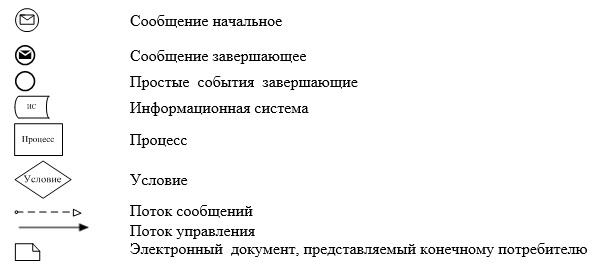 Сообщение начальное
Сообщение завершающее
Простые события завершающие
ИС Информационная система
Процесс Процесс
Условие Условие
Поток сообщений
Поток управления
Электронный документ, представляемый конечному потребителю